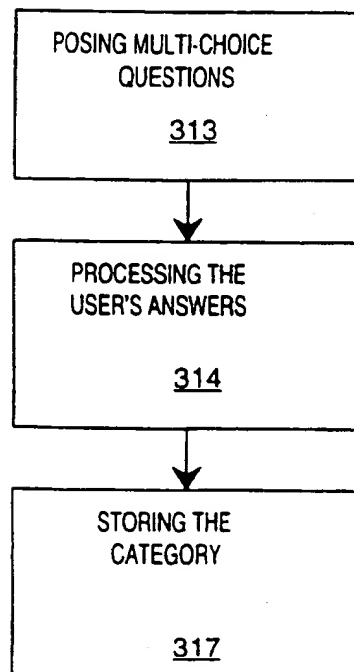 POSING MULTI-CHOICE
QUESTIONS
313
PROCESSING THE
USER'S ANSWERS
314
STORING THE
CATEGORY
317